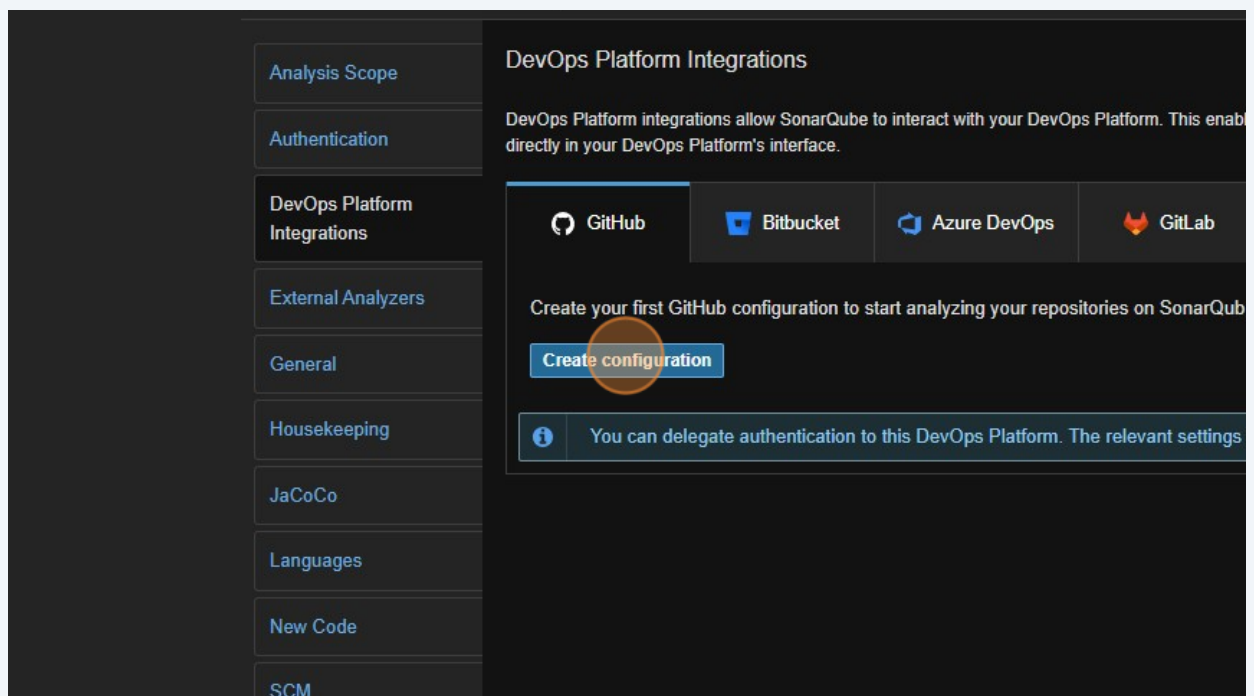 Analysis Scope
Authentication
DevOps Platform
Integrations
External Analyzers
General
Housekeeping
JaCoCo
Languages
New Code
SCM
DevOps Platform Integrations
DevOps Platform integrations allow SonarQube to interact with your DevOps Platform. This enabl
directly in your DevOps Platform's interface.
GitHub
Bitbucket
Azure DevOps
GitLab
Create your first GitHub configuration to start analyzing your repositories on SonarQub
Create configuration
You can delegate authentication to this DevOps Platform. The relevant settings